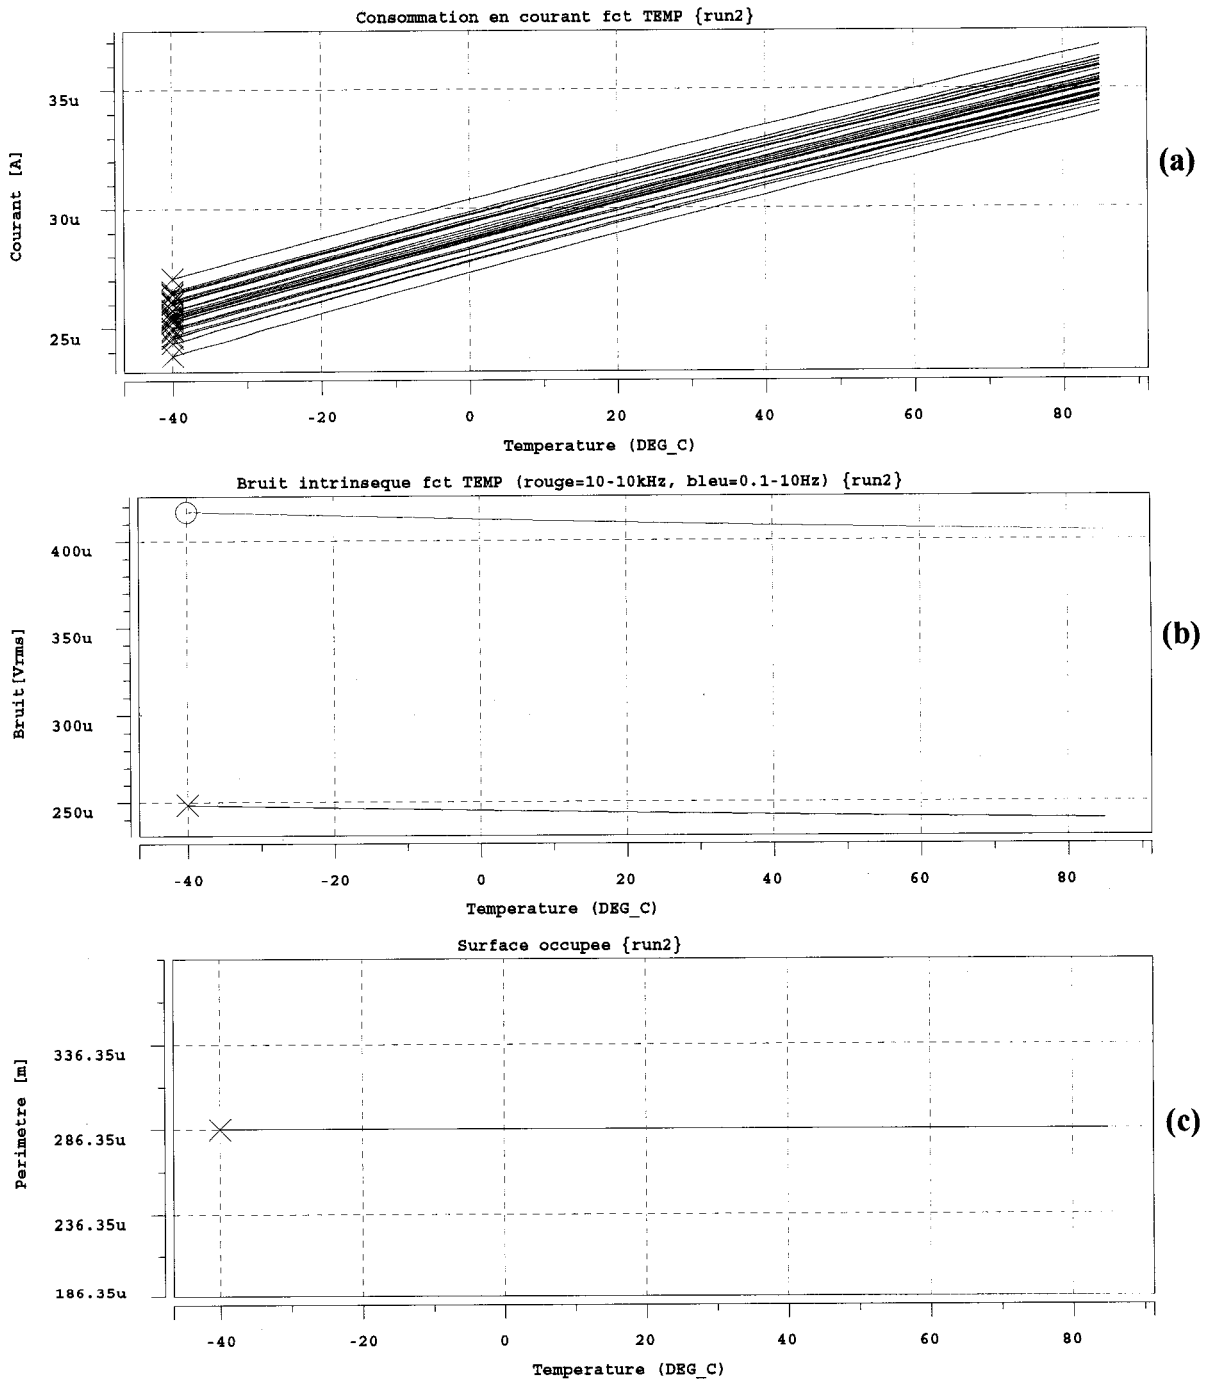 Consommation en courant fct TEMP {run2}
35u
30u
25u
Courant [A]
(a)
-40 -20 0 20 40 60 80
Temperature (DEG_C)
Bruit intrinseque fct TEMP (rouge=10-10kHz, bleu=0.1-10Hz) {run2}
400u
350u
300u
250u
Bruit[Vrms]
(b)
-40 -20 0 20 40 60 80
Temperature (DEG_C)
Surface occupee {run2}
336.35u
286.35u
236.35u
186.35u
Perimetre [m]
(c)
-40 -20 0 20 40 60 80
Temperature (DEG_C)